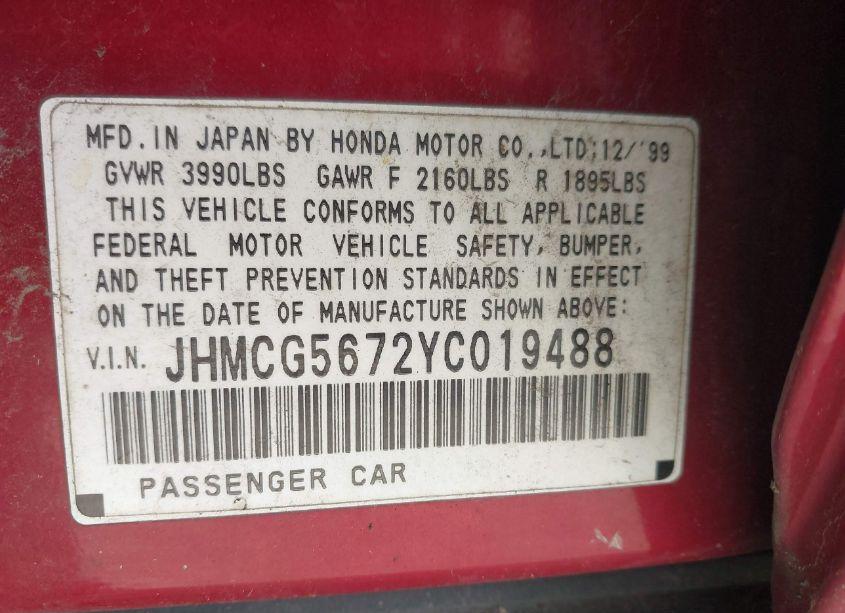 MFD. IN JAPAN BY HONDA MOTOR CO.,LTD;12/'99
GVWR 3990LBS GAWR F 2160LBS R 1895LBS
THIS VEHICLE CONFORMS TO ALL APPLICABLE
FEDERAL MOTOR VEHICLE SAFETY, BUMPER,
AND THEFT PREVENTION STANDARDS IN EFFECT
ON THE DATE OF MANUFACTURE SHOWN ABOVE:
V.I.N. JHMCG5672YC019488
PASSENGER CAR